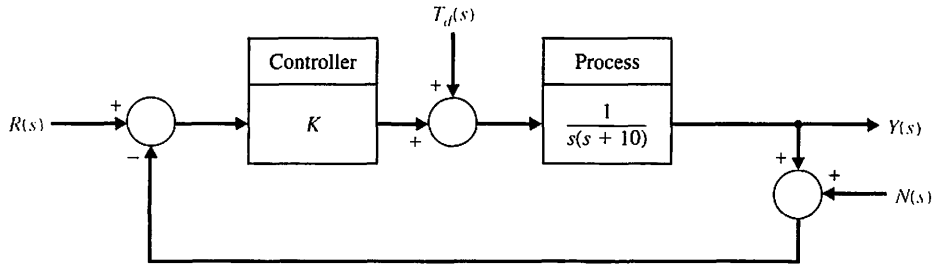 T_d(s)
Controller
Process
R(s)
+
K
+
+
1
s(s + 10)
Y(s)
−
+
+
N(s)